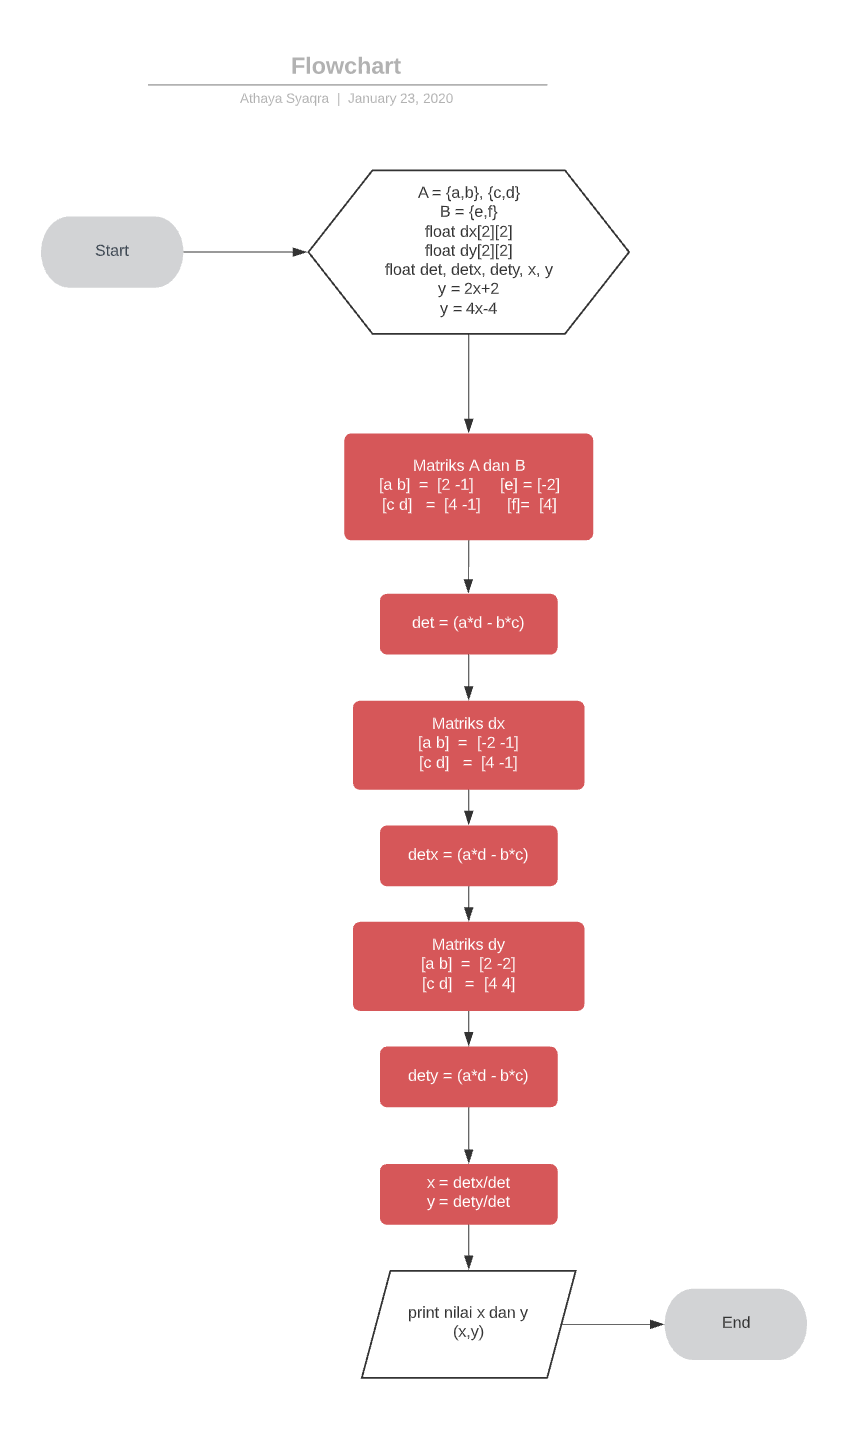 Flowchart
Athaya Syaqra | January 23, 2020
Start
A = {a,b}, {c,d}
B = {e,f}
float dx[2][2]
float dy[2][2]
float det, detx, dety, x, y
y = 2x+2
y = 4x-4
Matriks A dan B
[a b] = [2 -1] [e] = [-2]
[c d] = [4 -1] [f]= [4]
det = (a*d - b*c)
Matriks dx
[a b] = [-2 -1]
[c d] = [4 -1]
detx = (a*d - b*c)
Matriks dy
[a b] = [2 -2]
[c d] = [4 4]
dety = (a*d - b*c)
x = detx/det
y = dety/det
print nilai x dan y
(x,y)
End